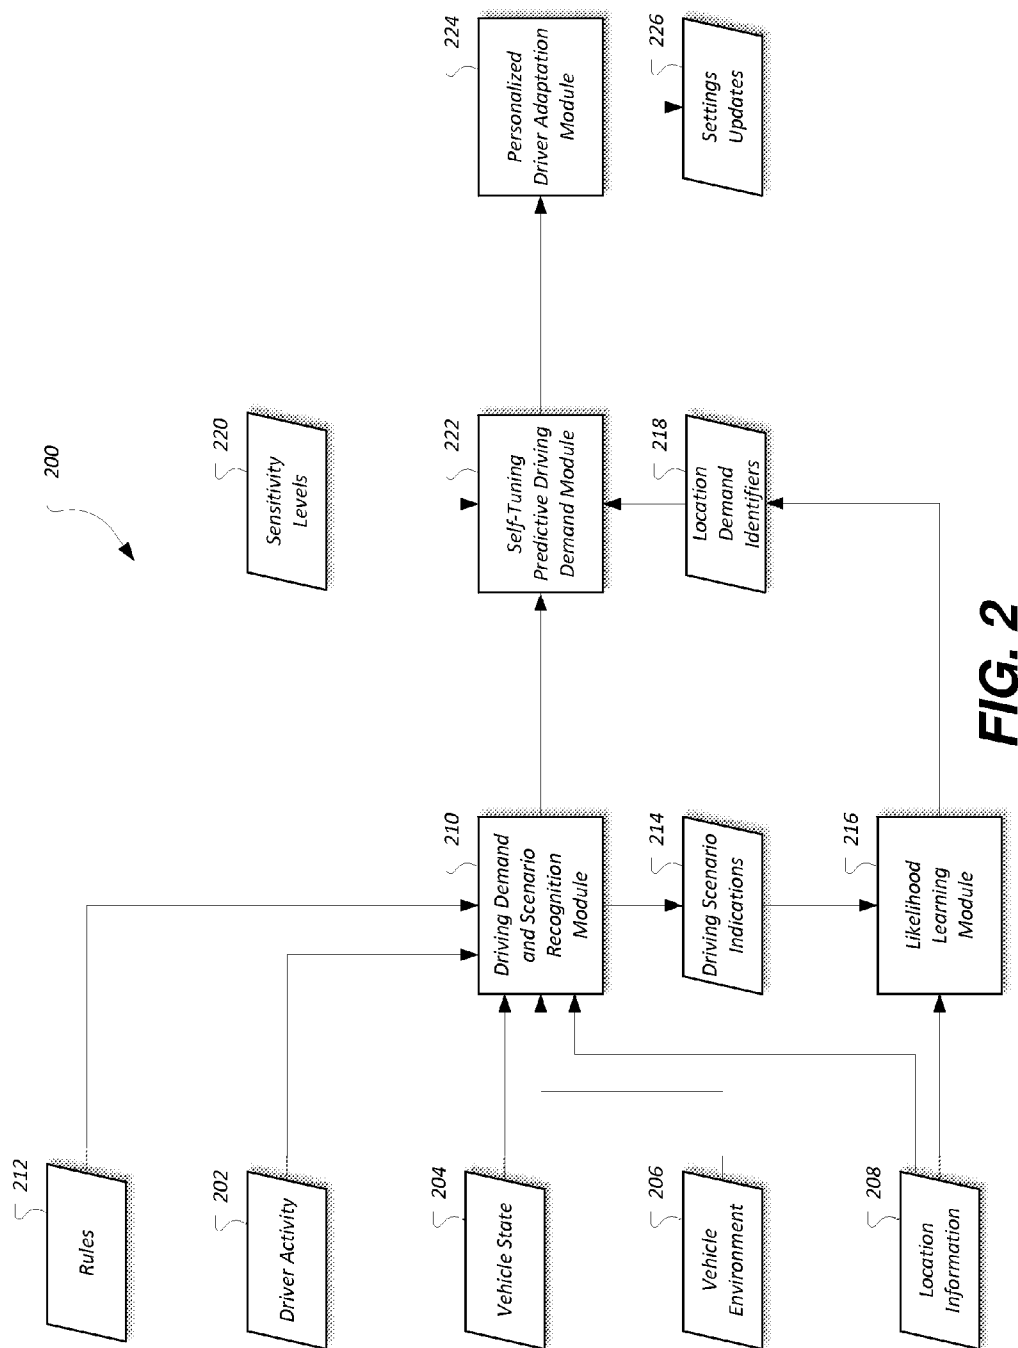 200
212
Rules
202
Driver Activity
204
Vehicle State
206
Vehicle
Environment
208
Location
Information
210
Driving Demand
and Scenario
Recognition
Module
214
Driving Scenario
Indications
216
Likelihood
Learning
Module
220
Sensitivity
Levels
222
Self-Tuning
Predictive Driving
Demand Module
218
Location
Demand
Identifiers
224
Personalized
Driver Adaptation
Module
226
Settings
Updates
FIG. 2